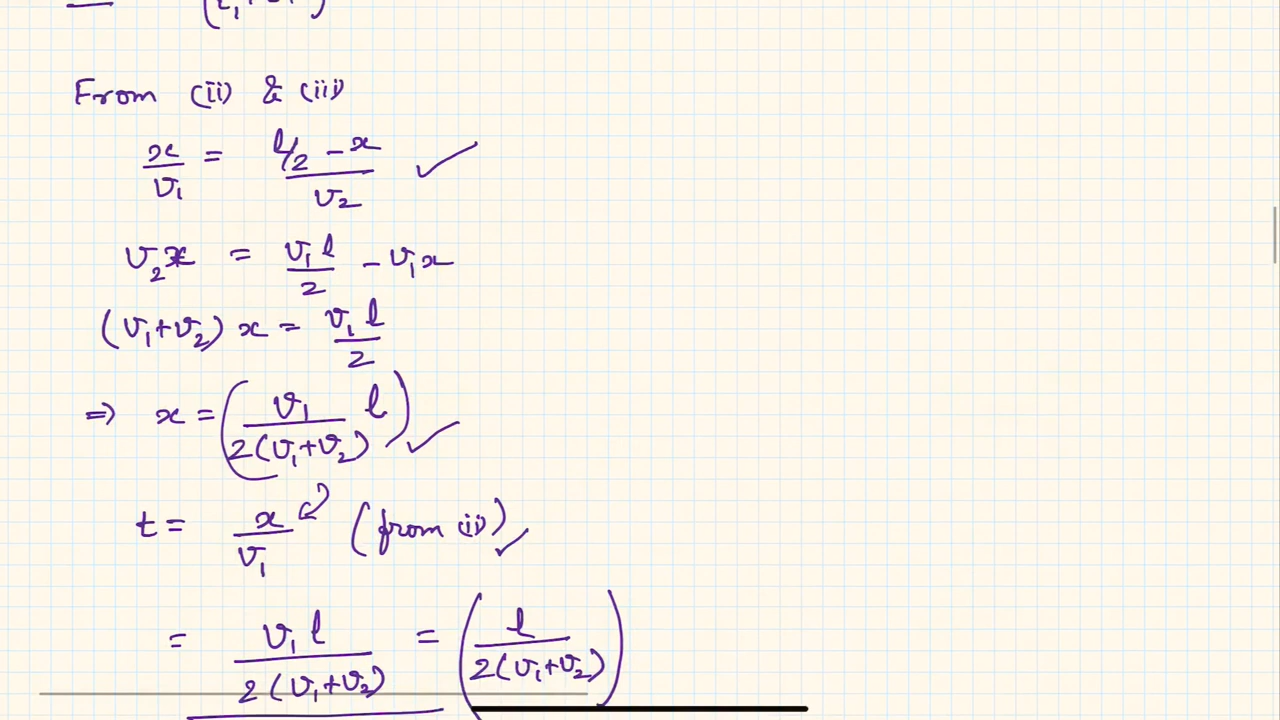 From (ii) & (iii)
x/v₁ = (l/2 - x)/v₂ ✓
v₂x = v₁l/2 - v₁x
(v₁+v₂) x = v₁l/2
⇒ x = (v₁/2(v₁+v₂) l) ✓
t = x/v₁ (from (ii)) ✓
= v₁l/2(v₁+v₂) = (l/2(v₁+v₂))